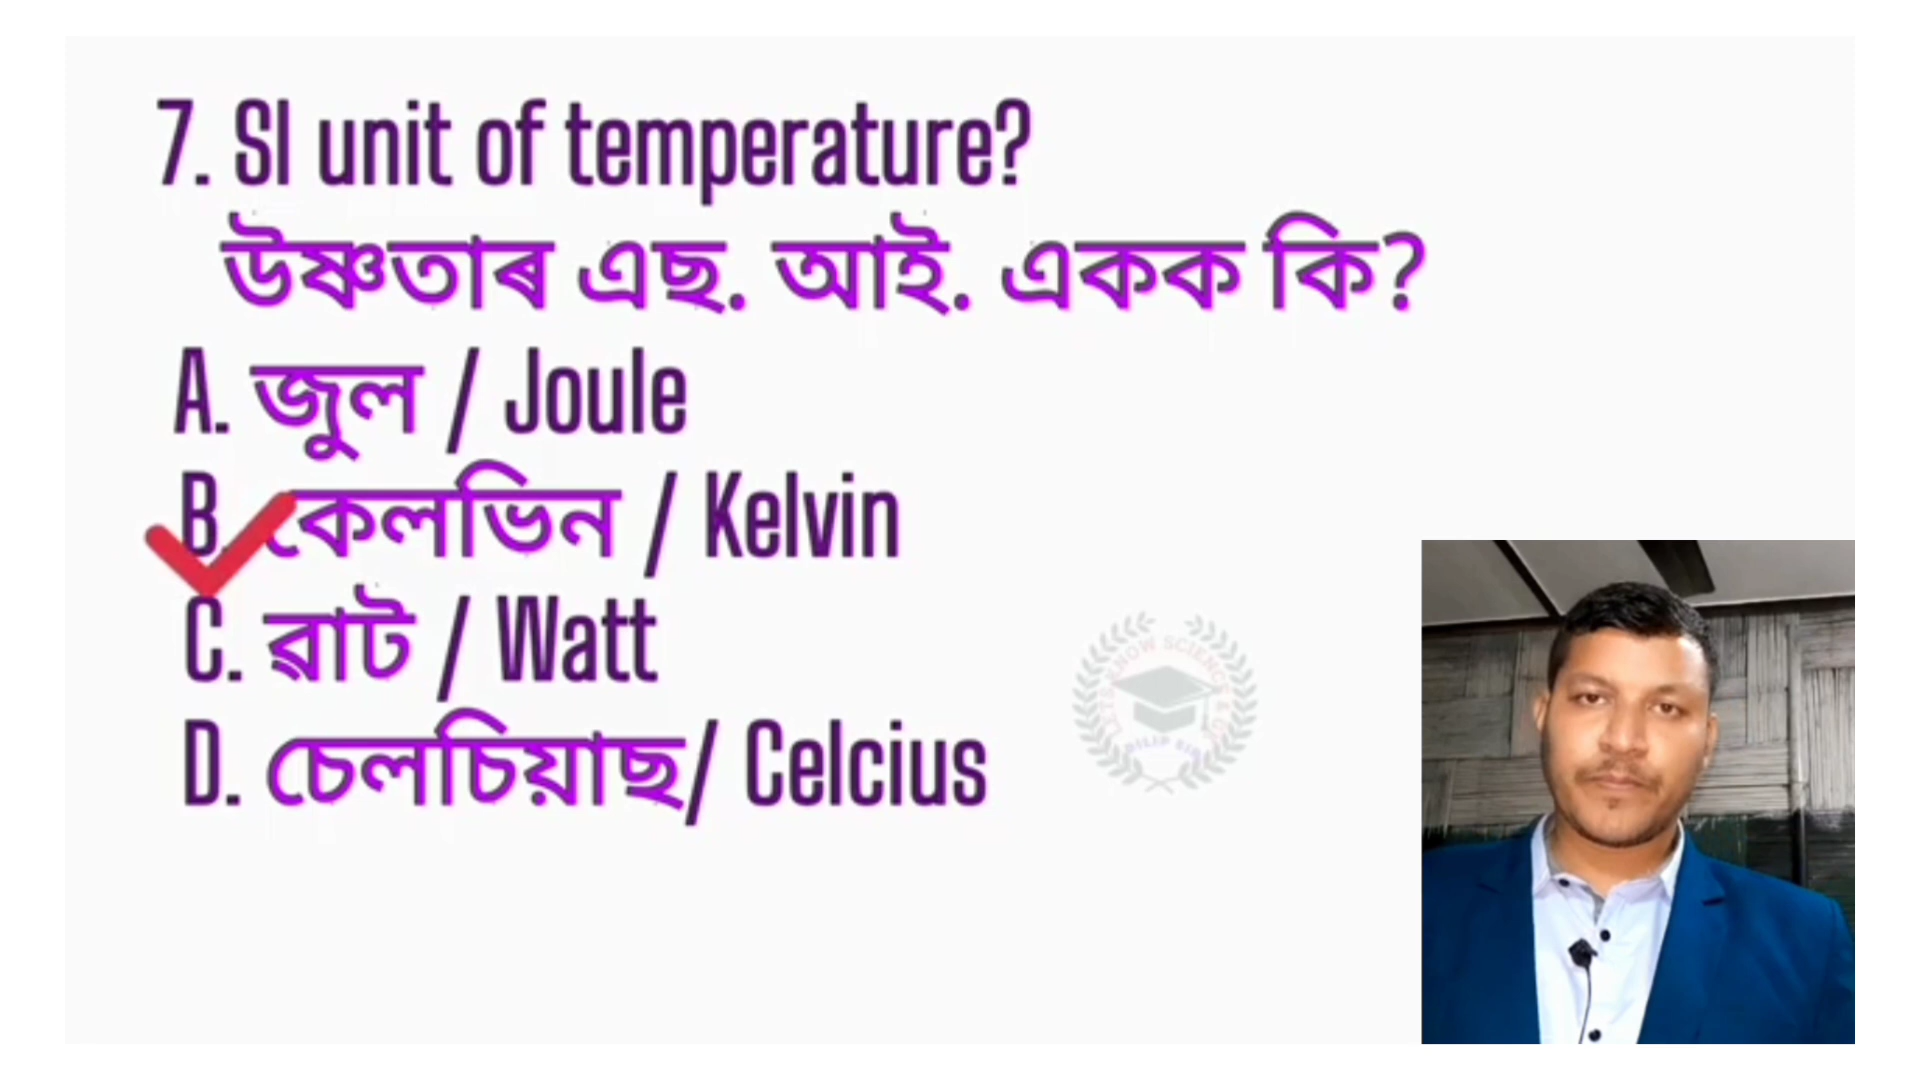 7. SI unit of temperature?
উষ্ণতাৰ এছ. আই. একক কি?
A. জুল / Joule
B. কেলভিন / Kelvin
C. ৱাট / Watt
D. চেলচিয়াছ/ Celcius